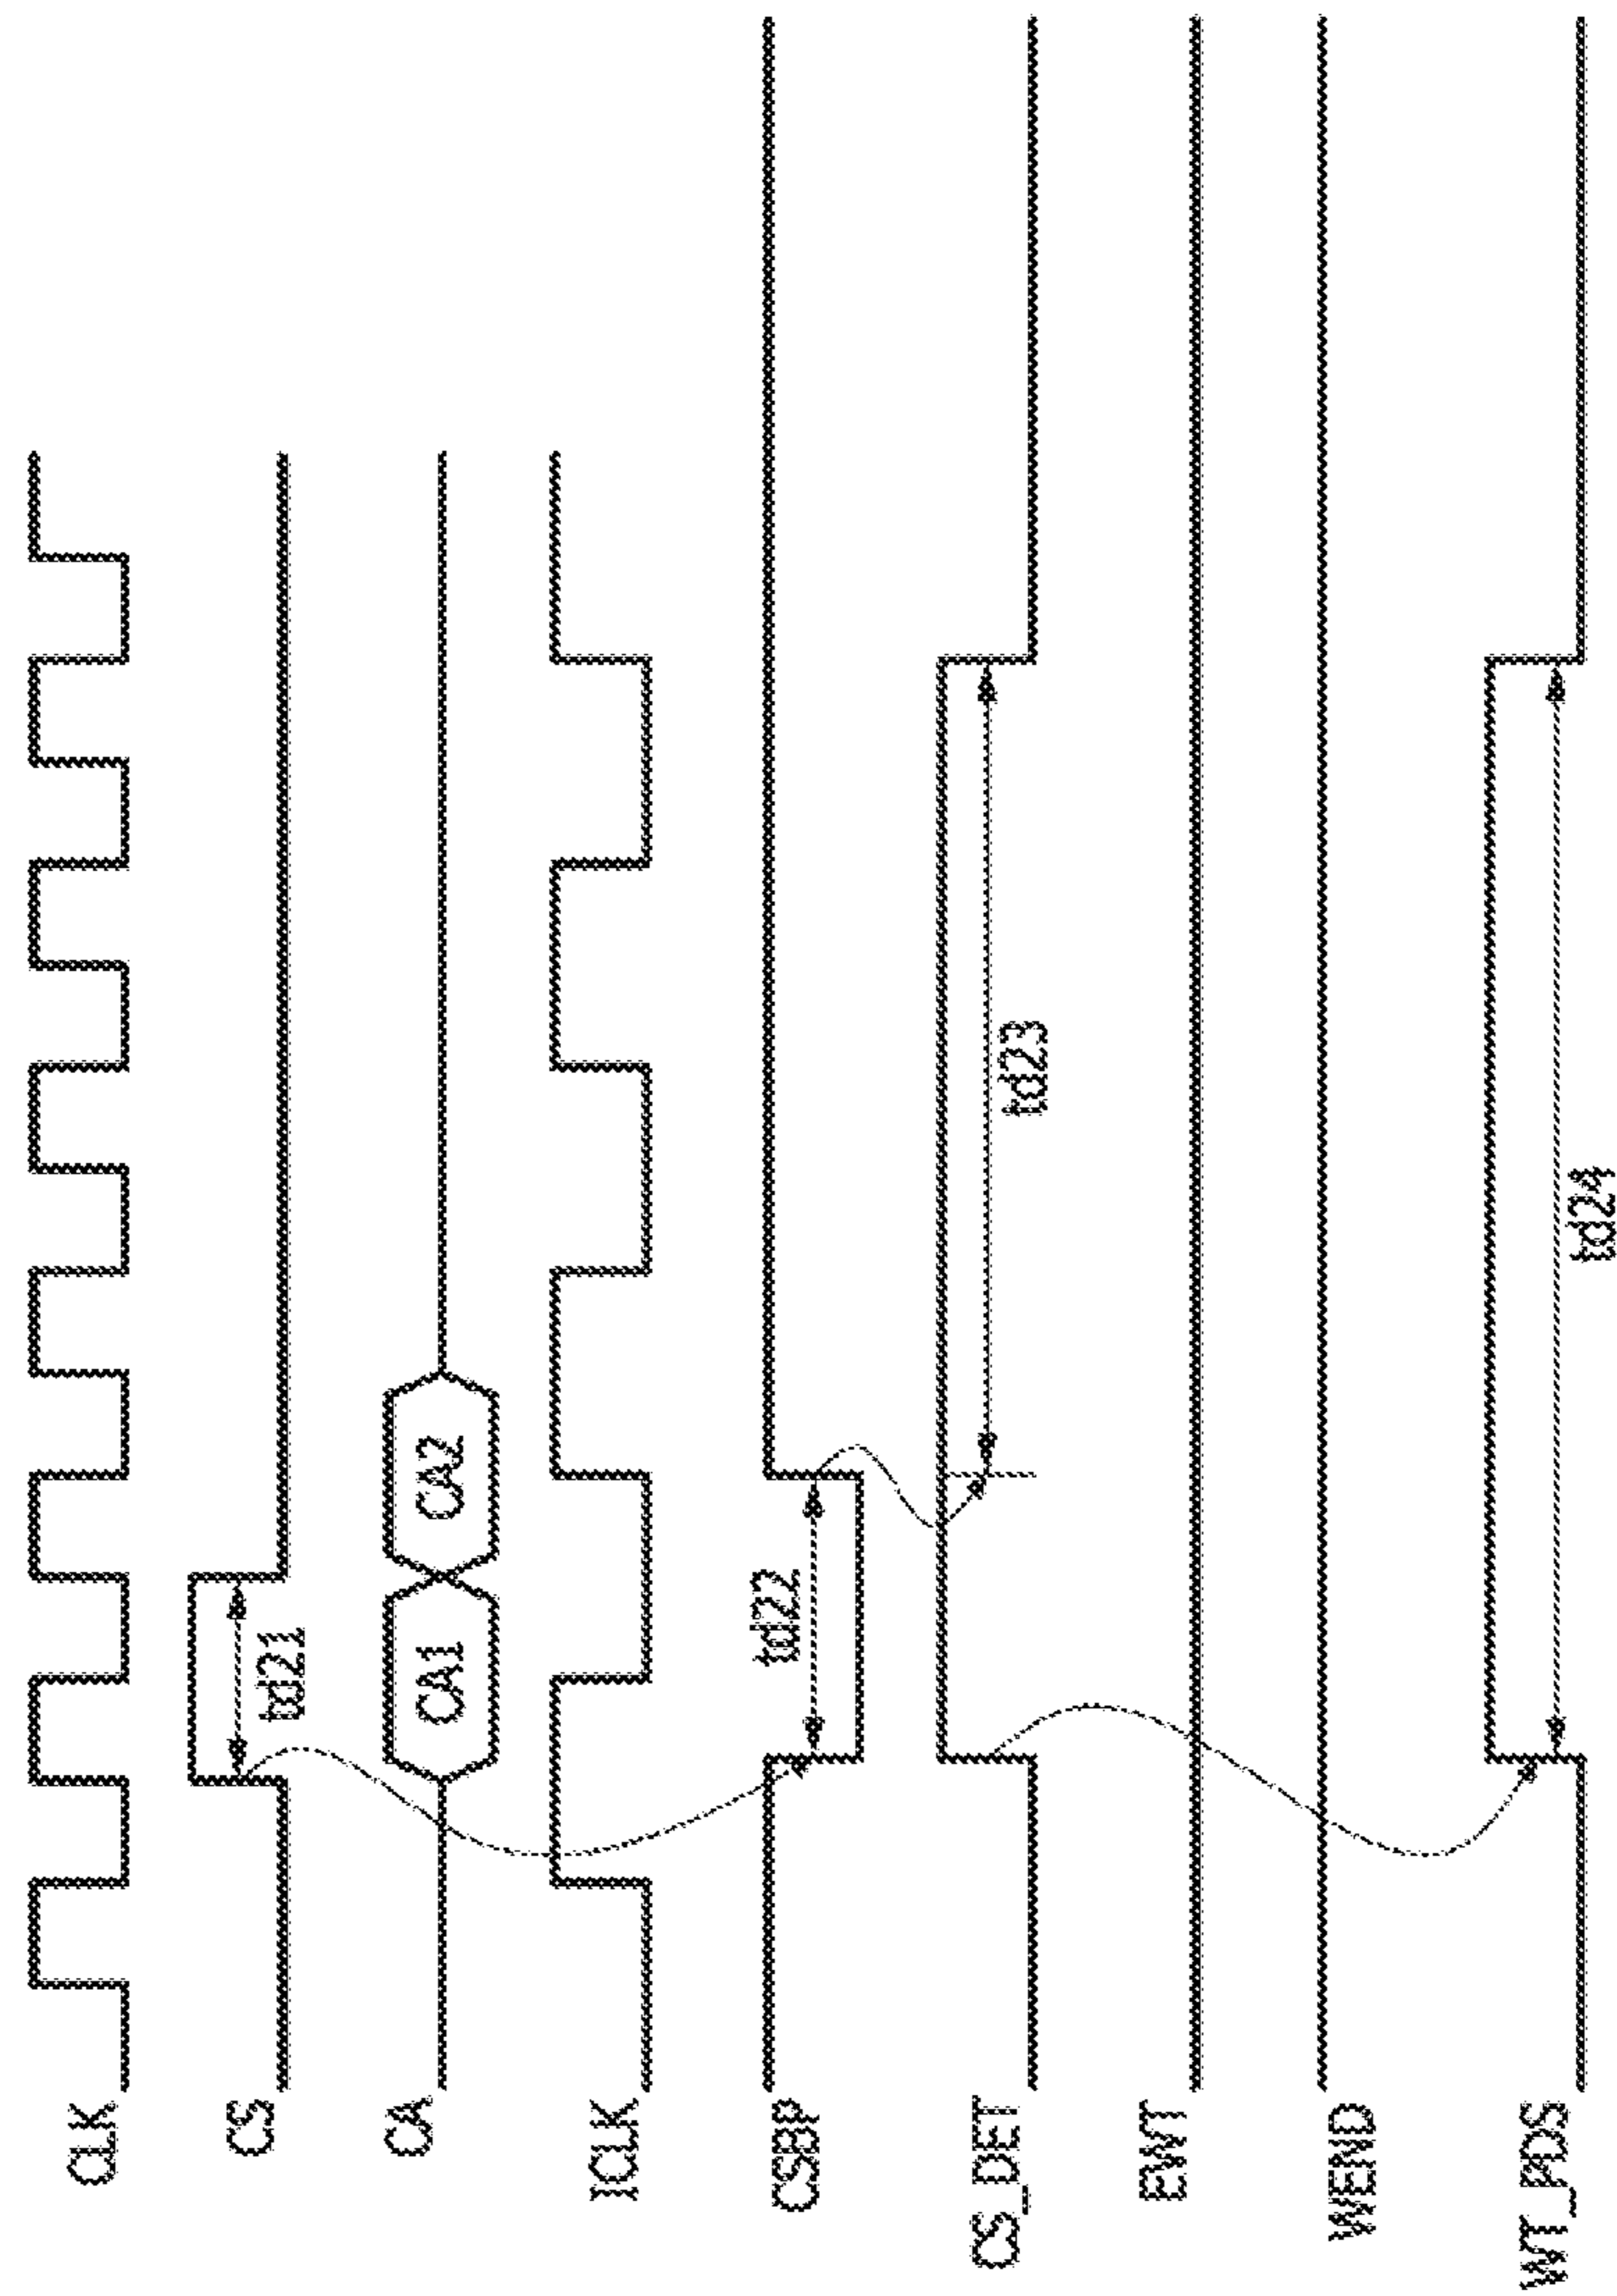 CLK
CS
td21
CA
CA1
CA2
ICLK
CSBP
td22
CS_DET
td23
EWT
WEND
WT_PDS
td24